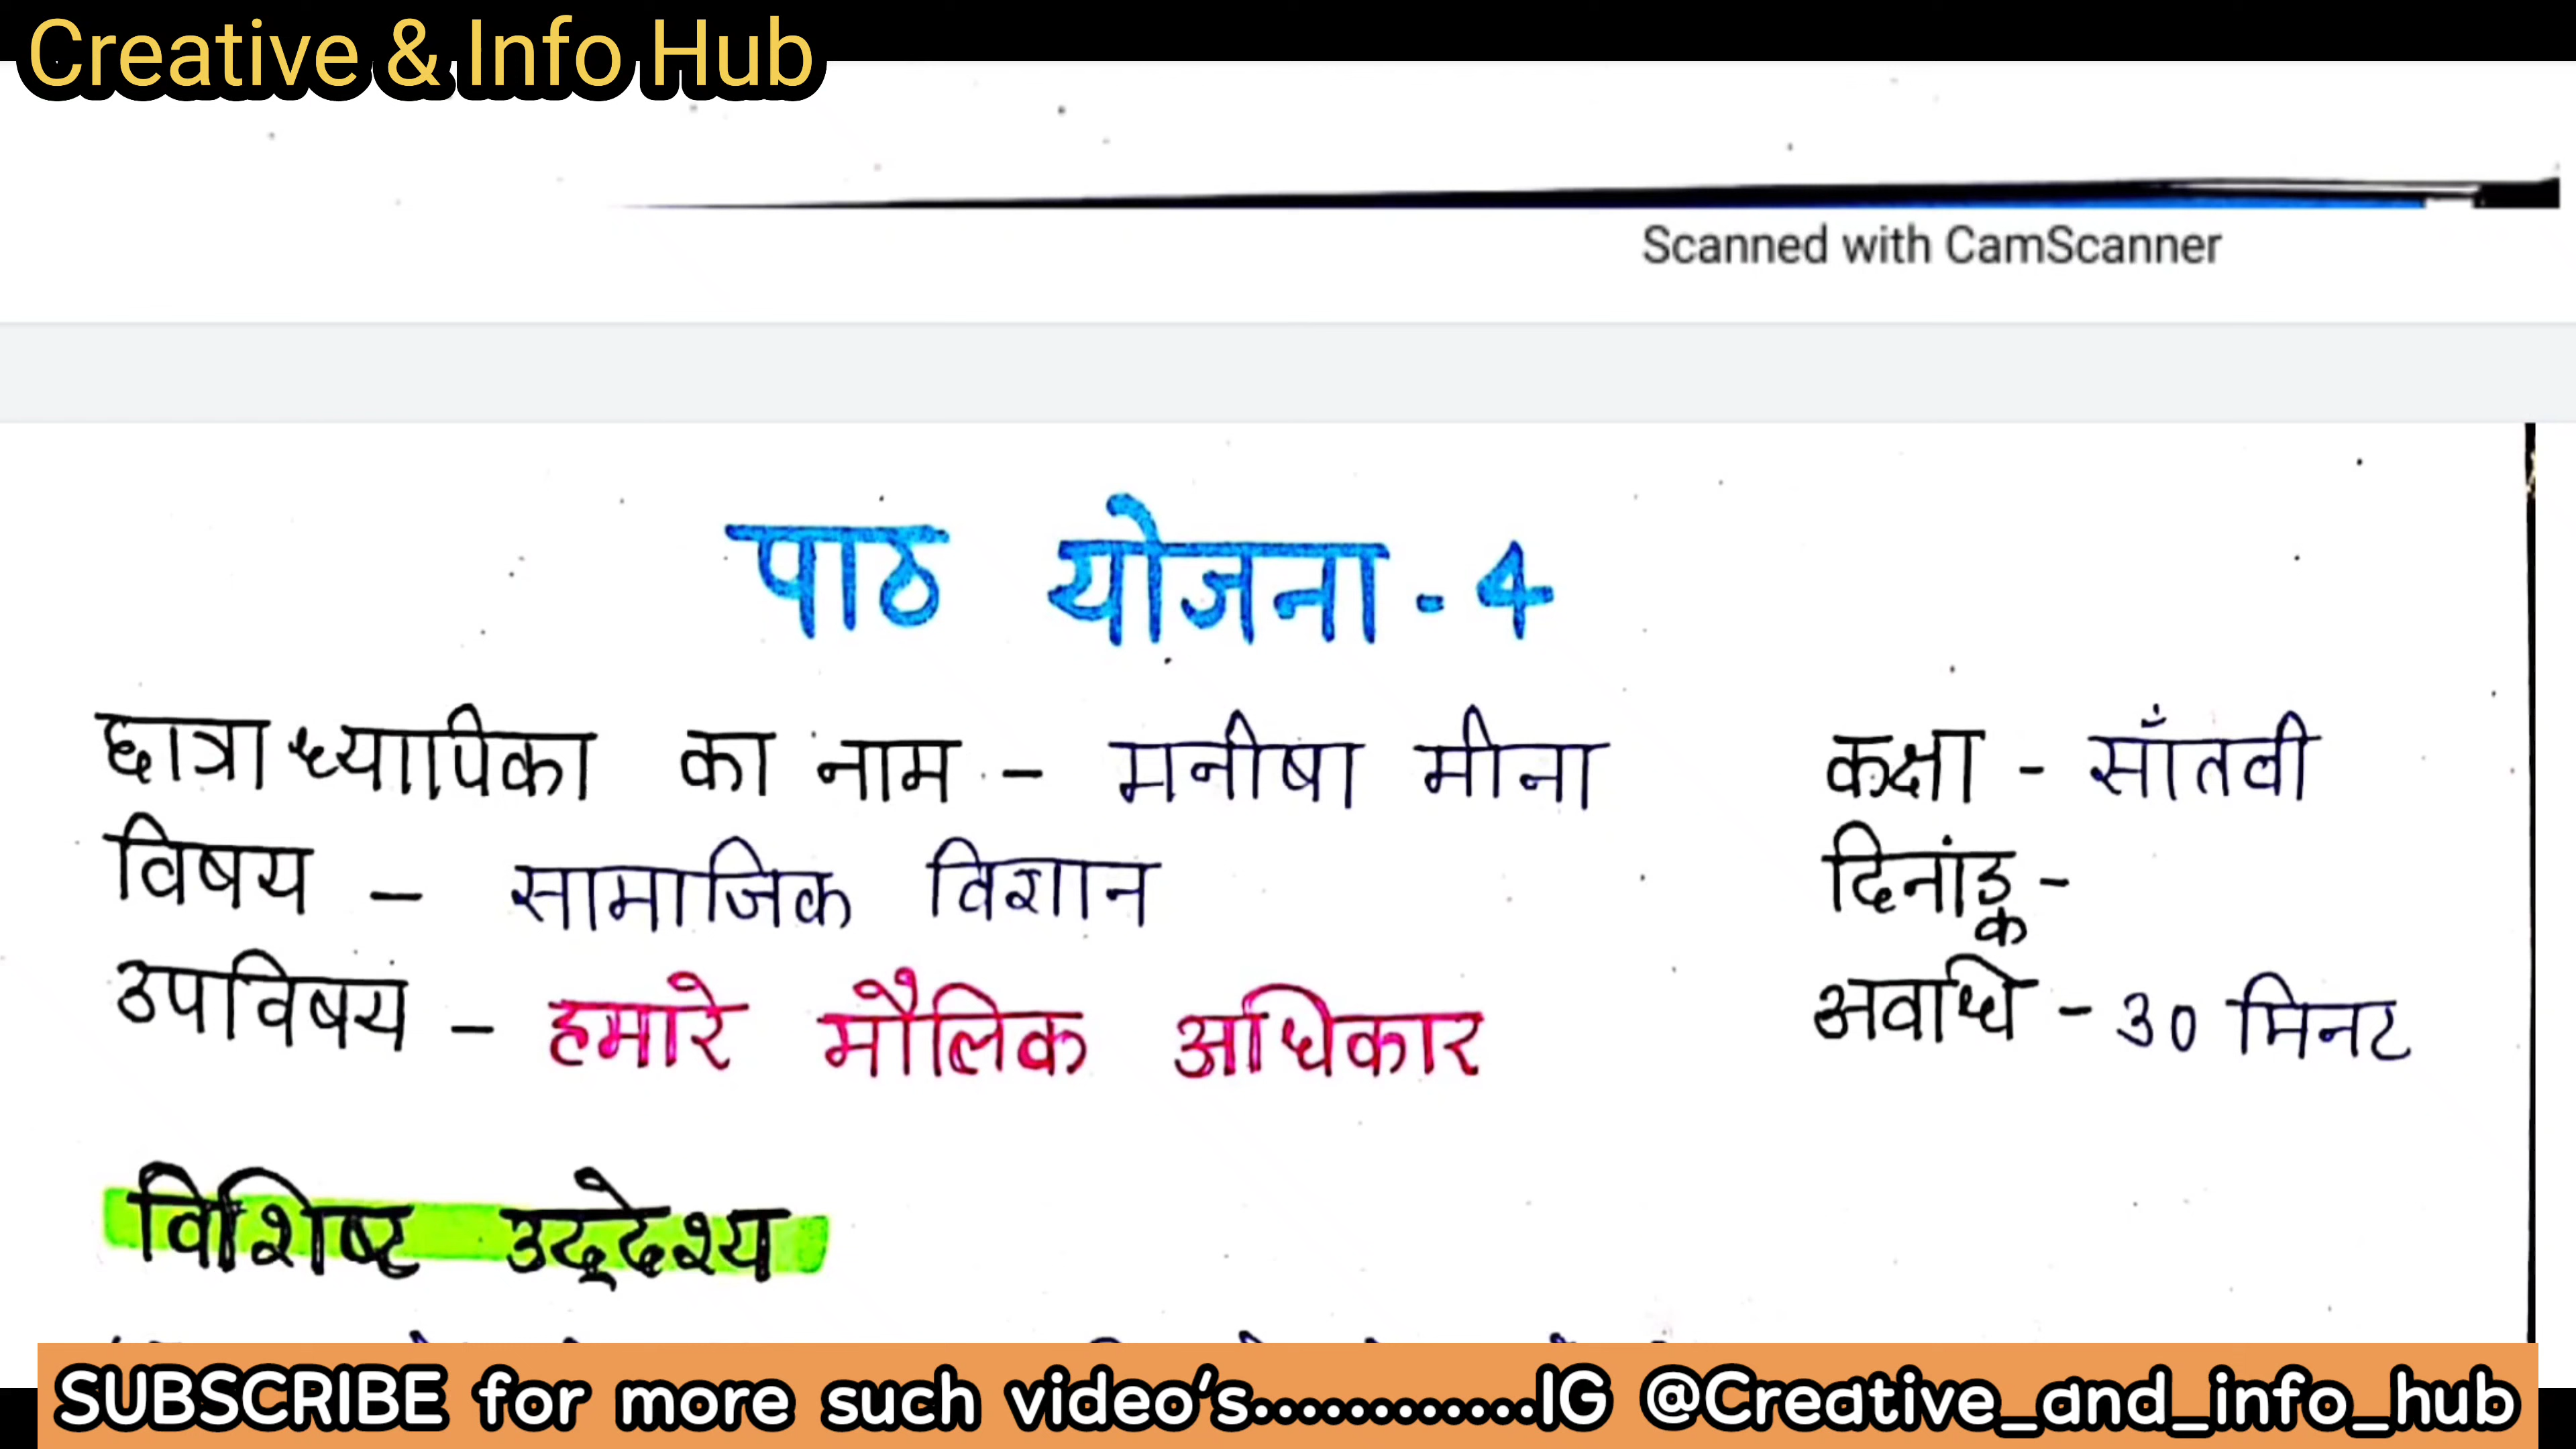 Creative & Info Hub
Scanned with CamScanner
पाठ योजना - 4
छात्राध्यापिका का नाम - मनीषा मीना
कक्षा - साँतवी
विषय - सामाजिक विज्ञान
दिनांङ्क -
उपविषय - हमारे मौलिक अधिकार
अवधि - 30 मिनट
विशिष्ट उद्देश्य
SUBSCRIBE for more such video's............IG @Creative_and_info_hub